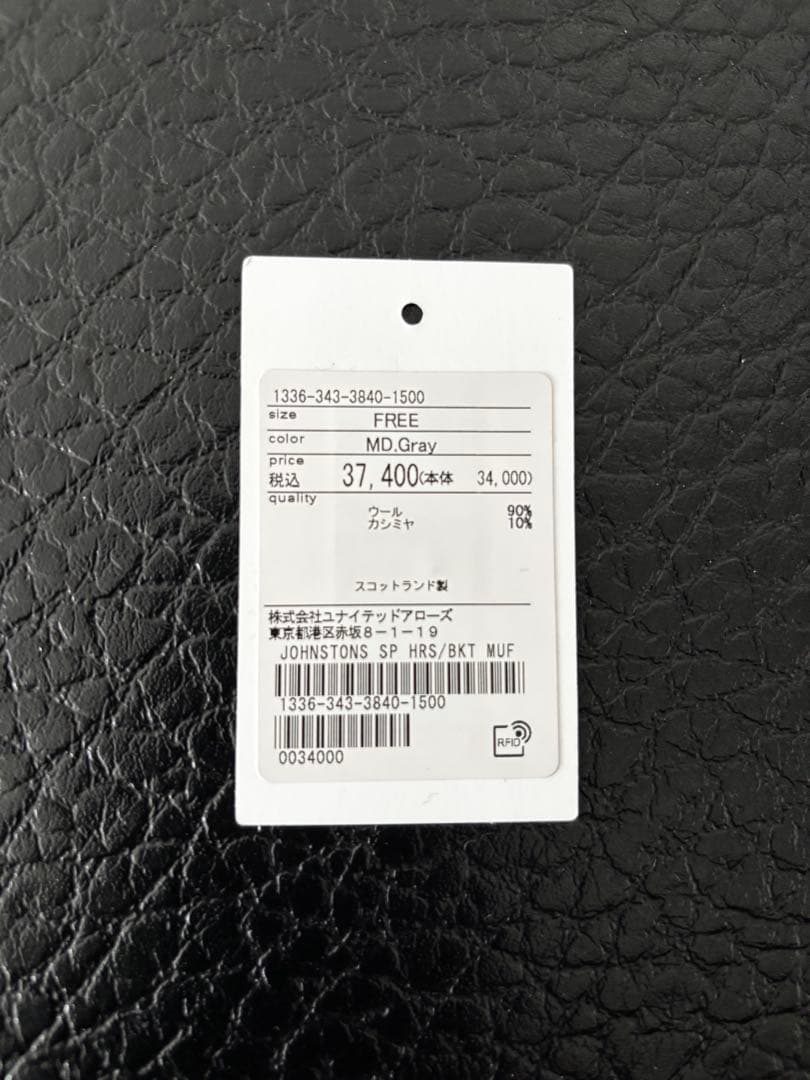 1336-343-3840-1500
size FREE
color MD.Gray
price
税込 37,400(本体 34,000)
quality
ウール 90%
カシミヤ 10%
スコットランド製
株式会社ユナイテッドアローズ
東京都港区赤坂8-1-19
JOHNSTONS SP HRS/BKT MUF
1336-343-3840-1500
0034000
RFID